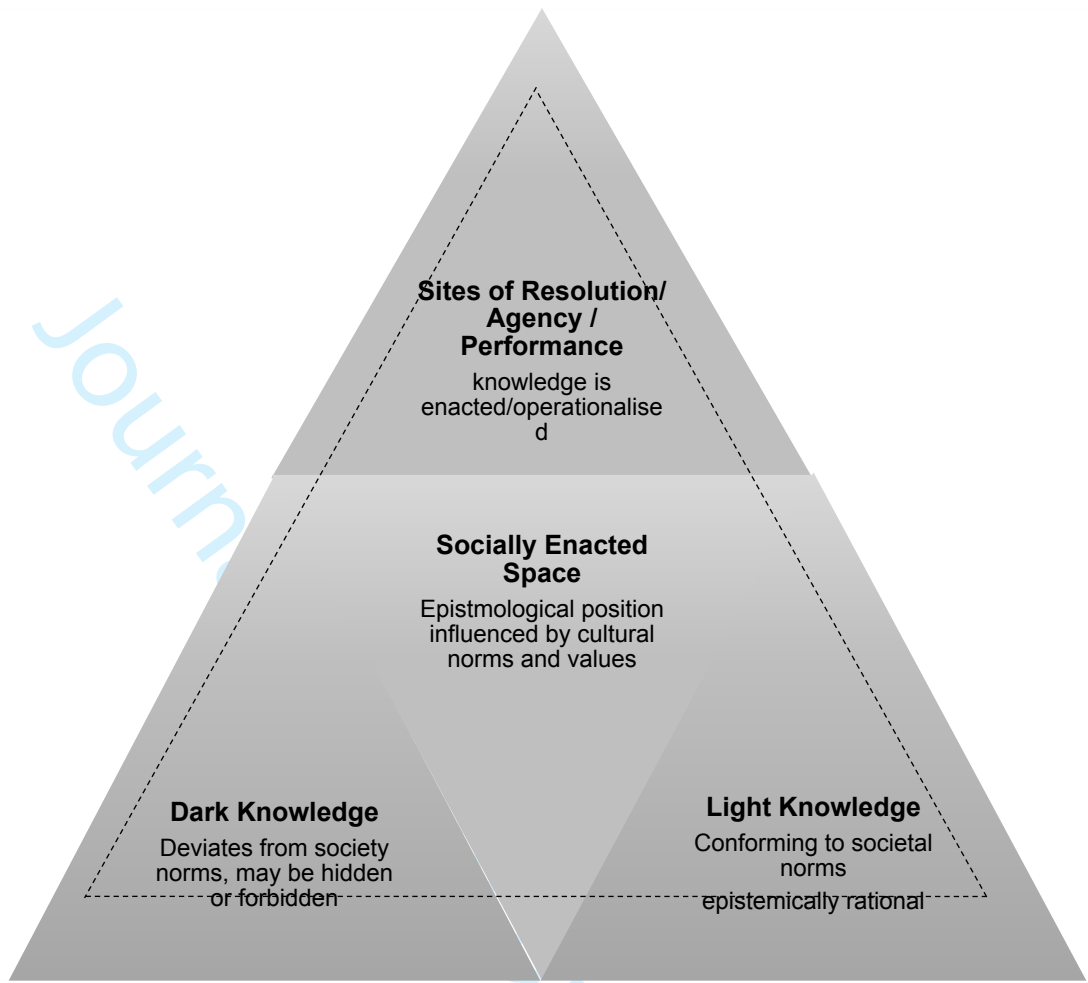 Sites of Resolution/
Agency /
Performance
knowledge is
enacted/operationalise
d
Socially Enacted
Space
Epistmological position
influenced by cultural
norms and values
Dark Knowledge
Deviates from society
norms, may be hidden
or forbidden
Light Knowledge
Conforming to societal
norms
epistemically rational